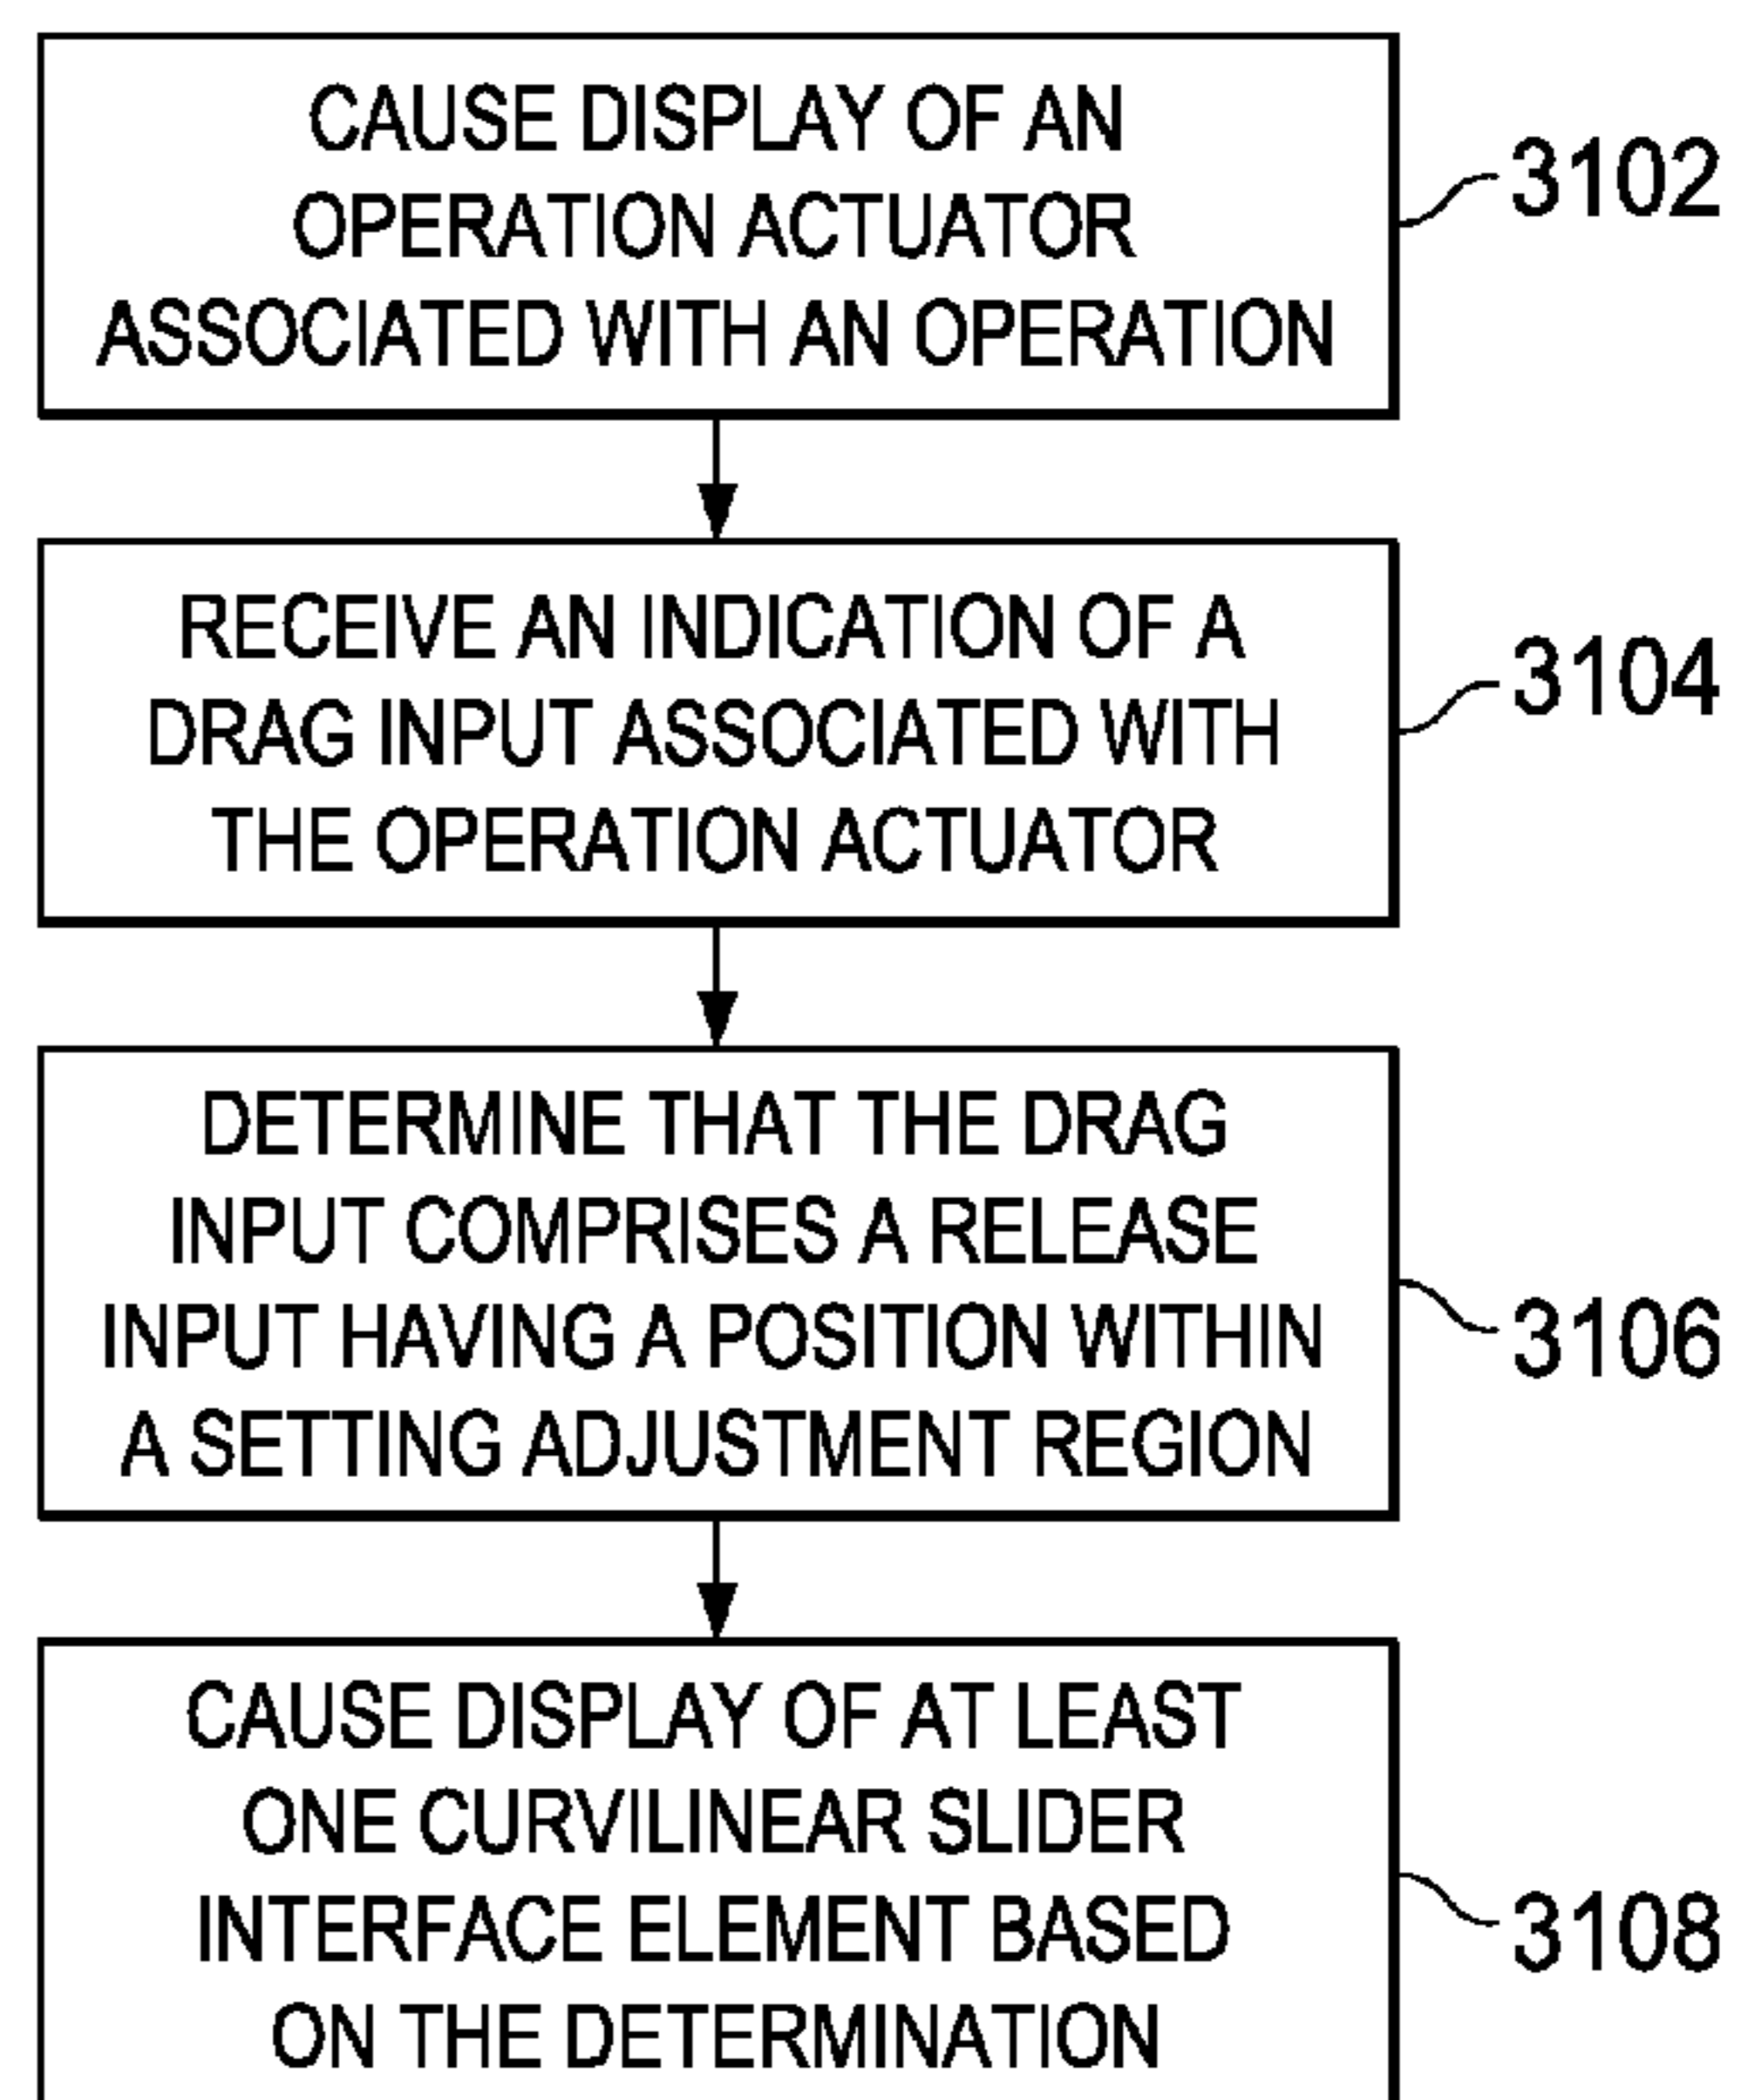 CAUSE DISPLAY OF AN
OPERATION ACTUATOR
ASSOCIATED WITH AN OPERATION
3102
RECEIVE AN INDICATION OF A
DRAG INPUT ASSOCIATED WITH
THE OPERATION ACTUATOR
3104
DETERMINE THAT THE DRAG
INPUT COMPRISES A RELEASE
INPUT HAVING A POSITION WITHIN
A SETTING ADJUSTMENT REGION
3106
CAUSE DISPLAY OF AT LEAST
ONE CURVILINEAR SLIDER
INTERFACE ELEMENT BASED
ON THE DETERMINATION
3108